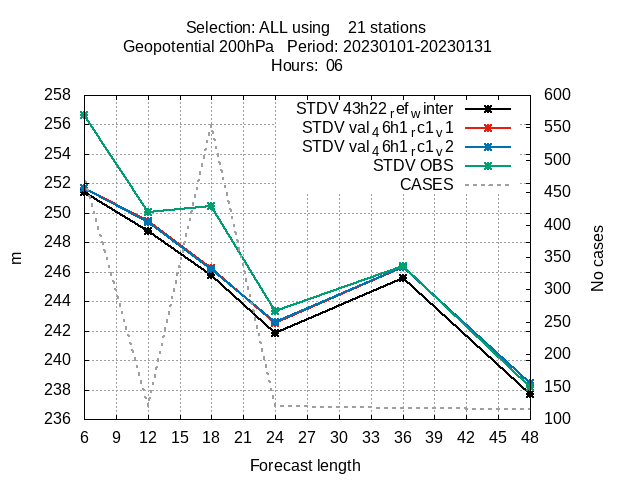 Selection: ALL using    21 stations
Geopotential 200hPa   Period: 20230101-20230131
Hours:  06
258
256
254
252
250
248
246
244
242
240
238
236
600
550
500
450
400
350
300
250
200
150
100
STDV 43h22refwinter
STDV val46h1rc1v1
STDV val46h1rc1v2
STDV OBS
CASES
m
No cases
6 9 12 15 18 21 24 27 30 33 36 39 42 45 48
Forecast length